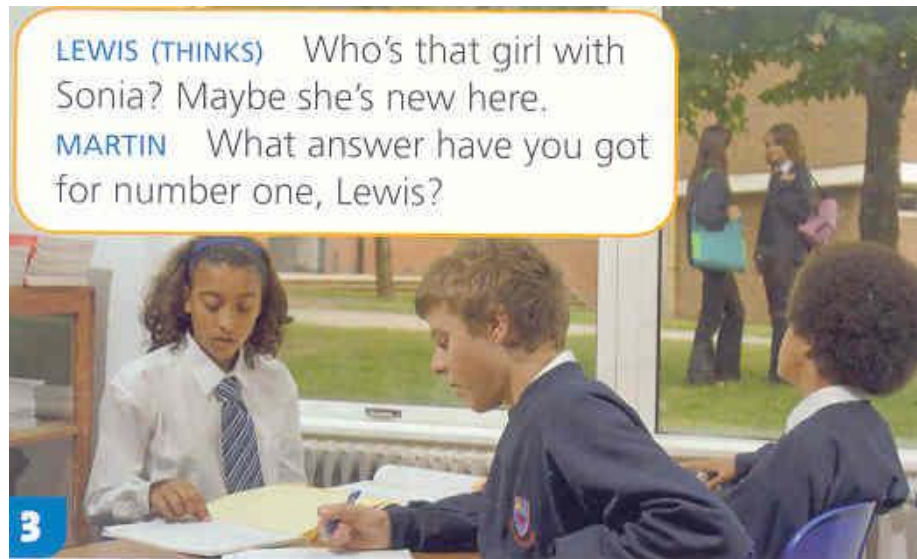 LEWIS (THINKS) Who's that girl with
Sonia? Maybe she's new here.
MARTIN What answer have you got
for number one, Lewis?
3